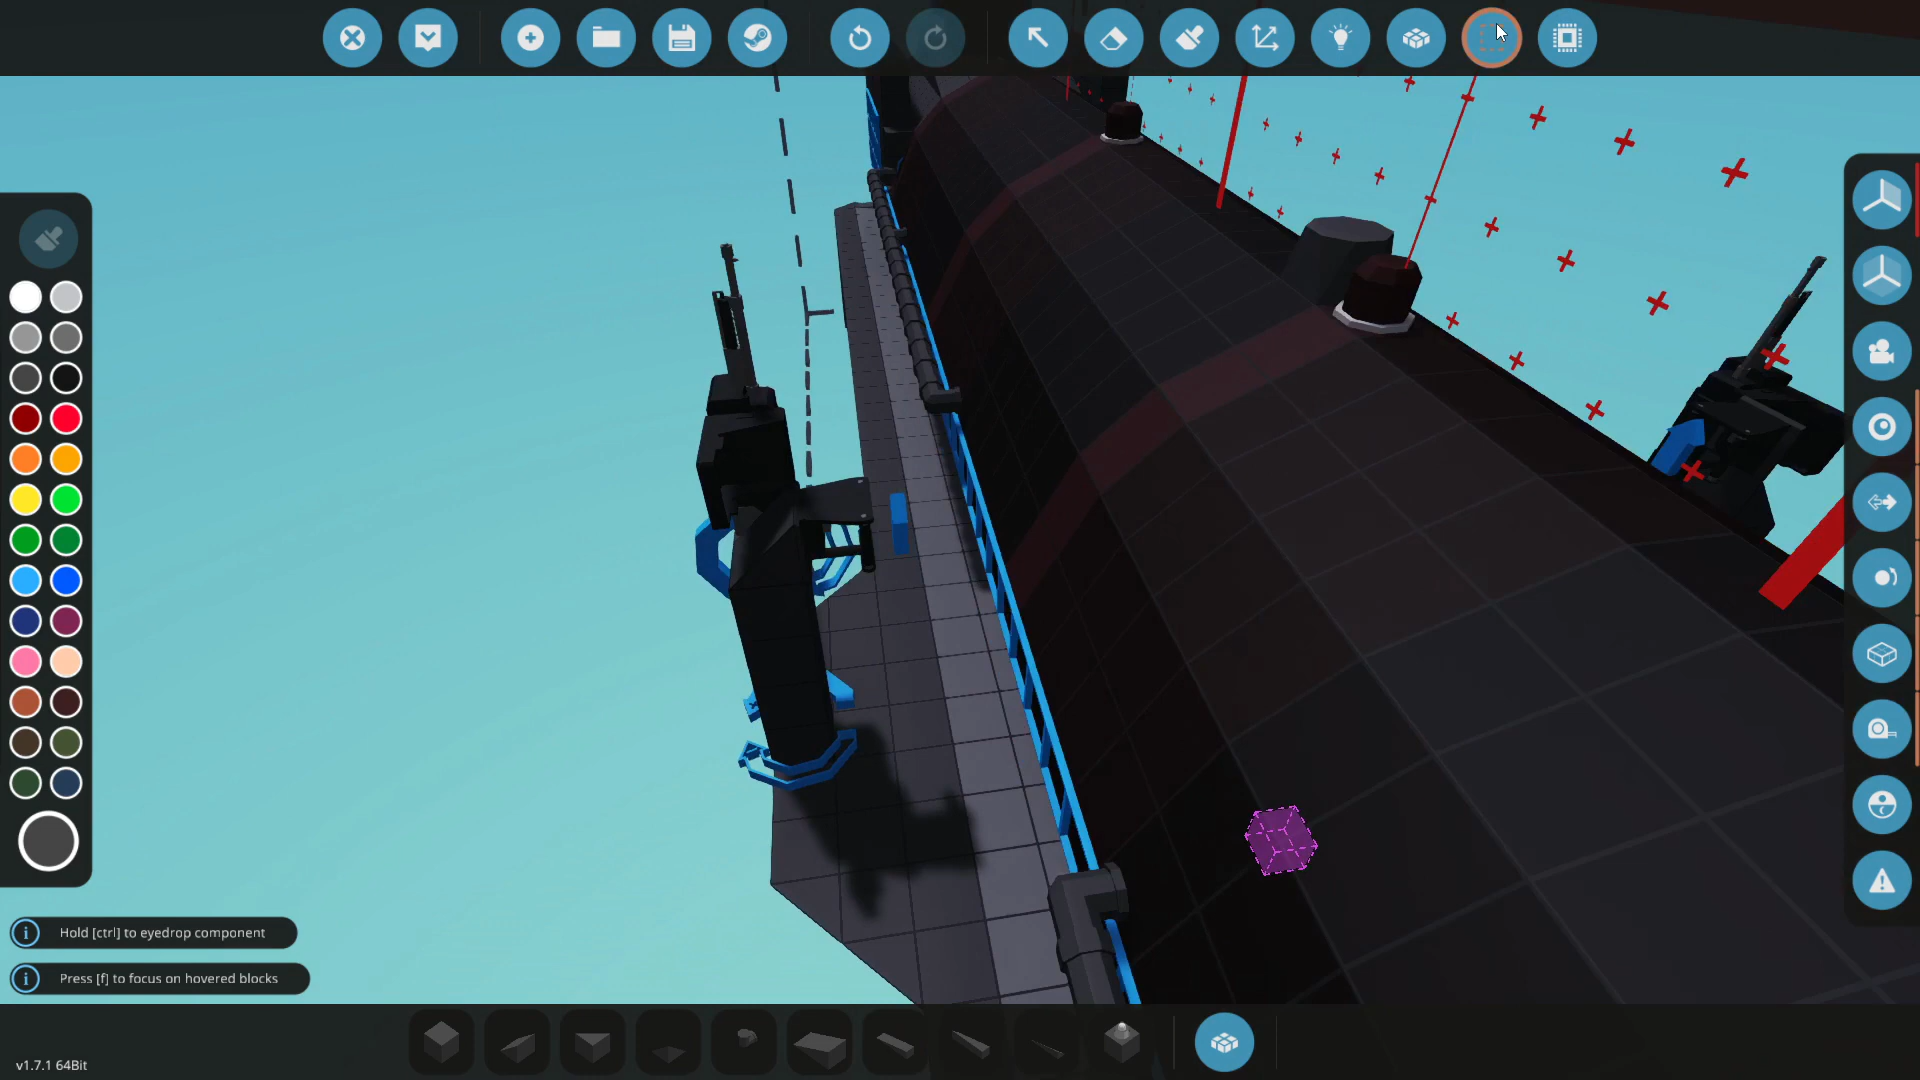 Hold [ctrl] to eyedrop component
Press [f] to focus on hovered blocks
v1.7.1 64Bit